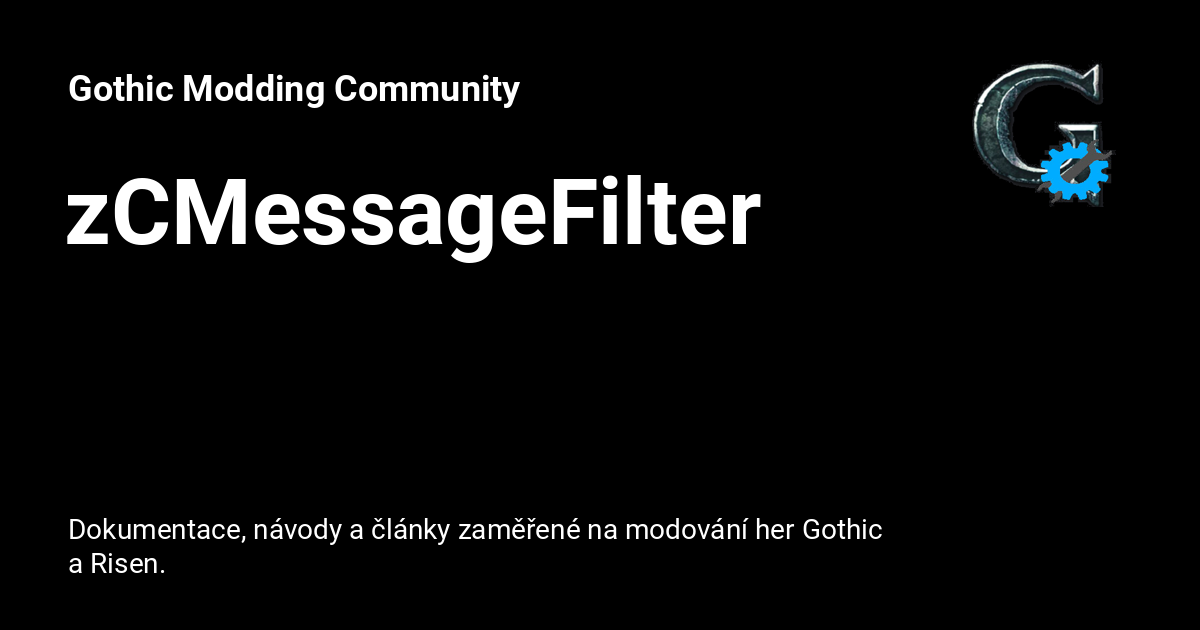 Gothic Modding Community
zCMessageFilter
Dokumentace, návody a články zaměřené na modování her Gothic
a Risen.